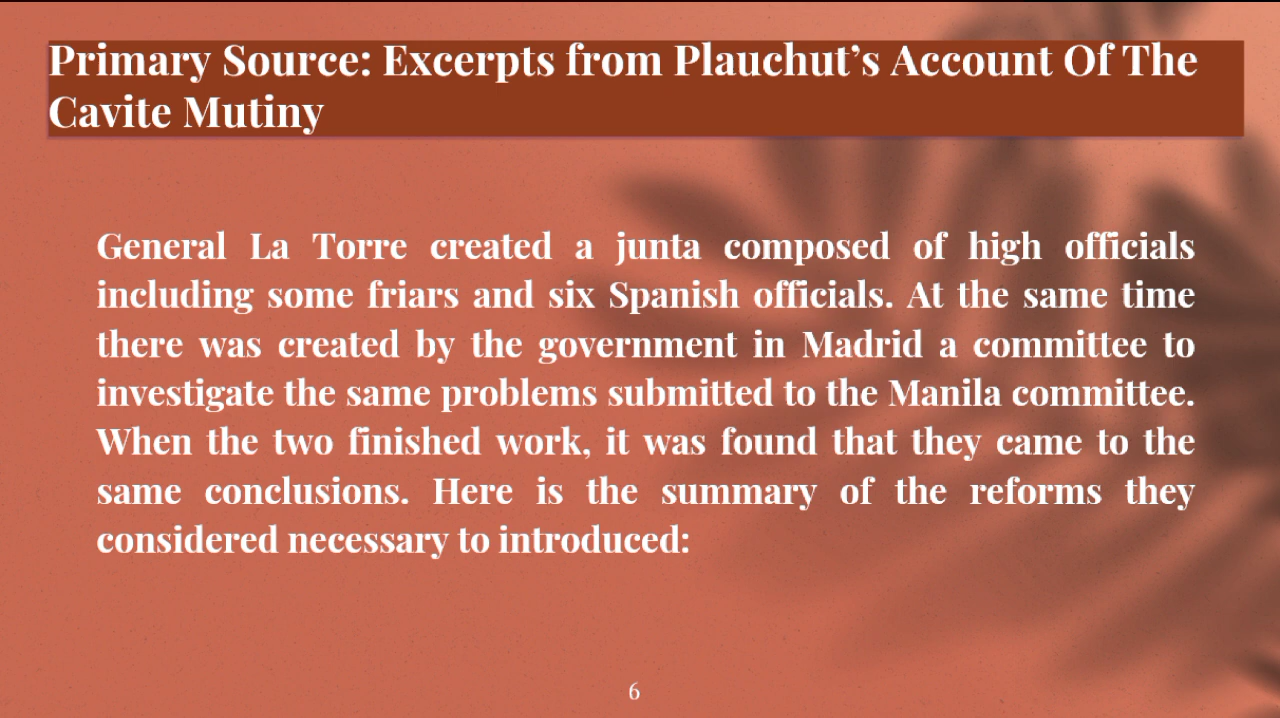 Primary Source: Excerpts from Plauchut’s Account Of The
Cavite Mutiny
General La Torre created a junta composed of high officials
including some friars and six Spanish officials. At the same time
there was created by the government in Madrid a committee to
investigate the same problems submitted to the Manila committee.
When the two finished work, it was found that they came to the
same conclusions. Here is the summary of the reforms they
considered necessary to introduced:
6